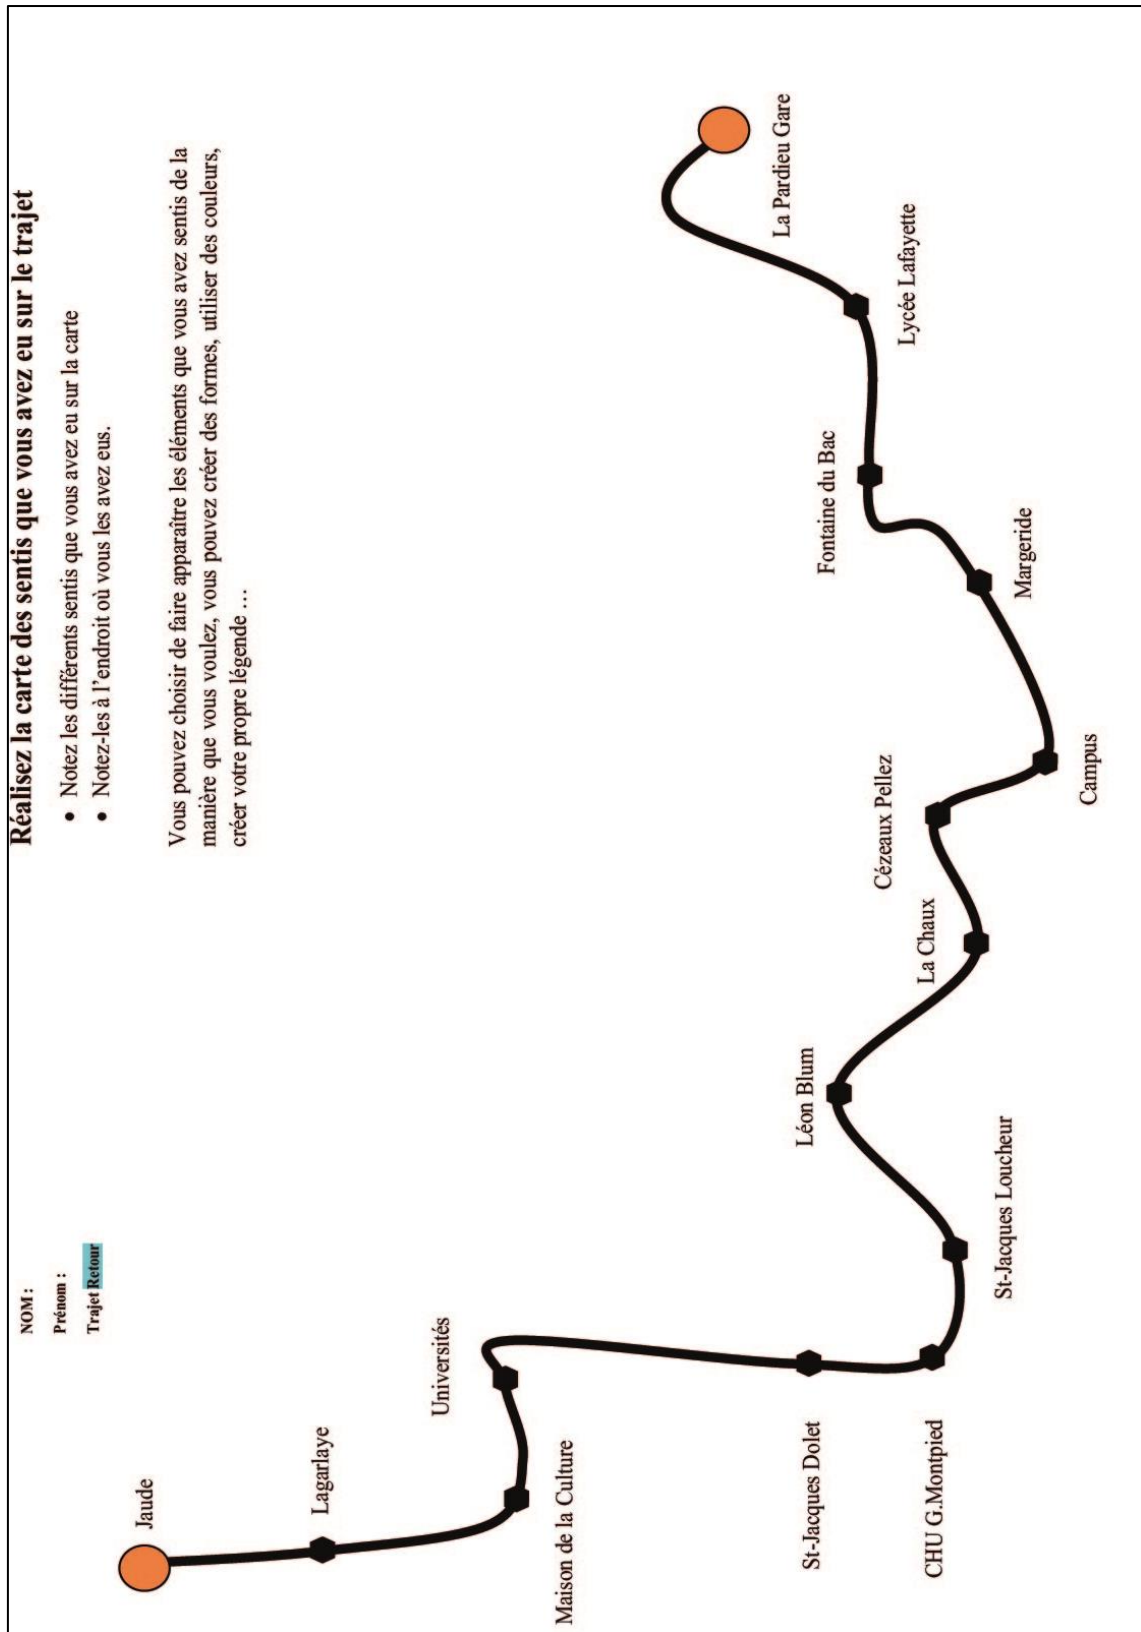 NOM :
Prénom :
Trajet Retour
Réalisez la carte des sentis que vous avez eu sur le trajet
• Notez les différents sentis que vous avez eu sur la carte
• Notez-les à l'endroit où vous les avez eus.
Vous pouvez choisir de faire apparaître les éléments que vous avez sentis de la
manière que vous voulez, vous pouvez créer des formes, utiliser des couleurs,
créer votre propre légende …
Jaude
Lagarlaye
Maison de la Culture
Universités
St-Jacques Dolet
CHU G.Montpied
St-Jacques Loucheur
Léon Blum
La Chaux
Cézeaux Pellez
Campus
Margeride
Fontaine du Bac
Lycée Lafayette
La Pardieu Gare